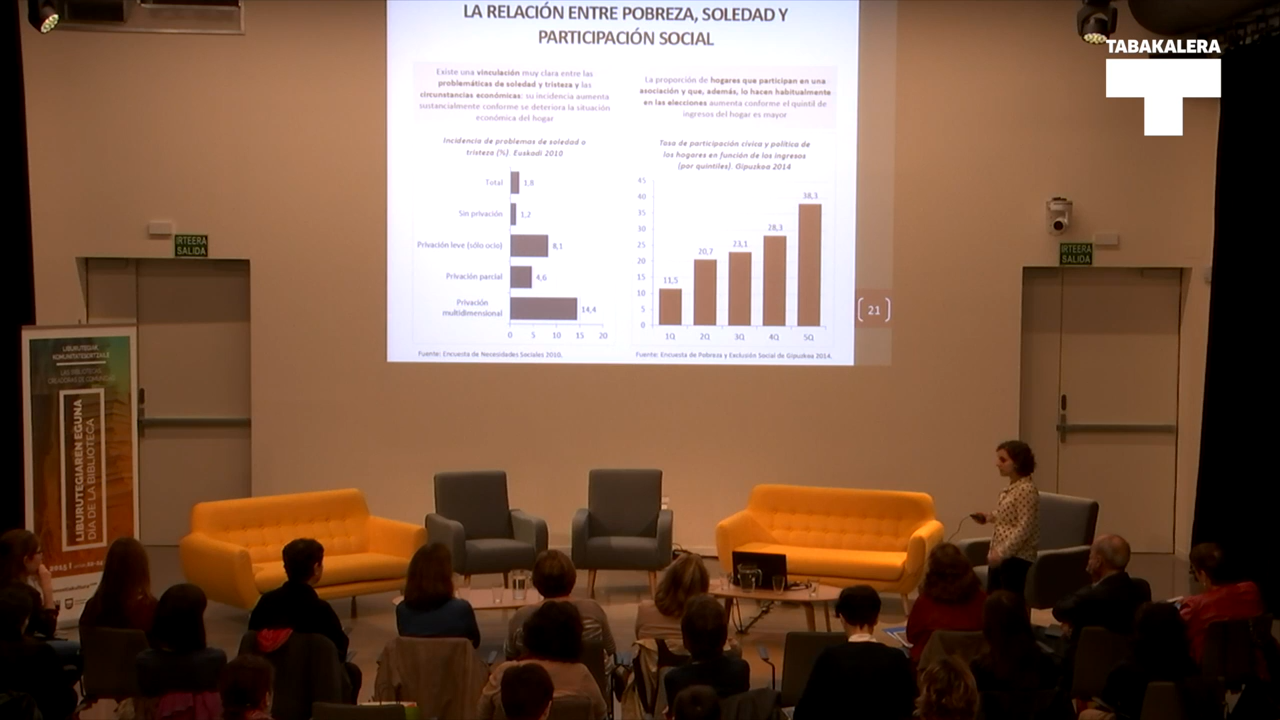 LA RELACIÓN ENTRE POBREZA, SOLEDAD Y
PARTICIPACIÓN SOCIAL
Existe una vinculación muy clara entre las
problemáticas de soledad y tristeza y las
circunstancias económicas: su incidencia aumenta
sustancialmente conforme se deteriora la situación
económica del hogar
Incidencia de problemas de soledad o
tristeza (%). Euskadi 2010
Total
1,8
Sin privación
1,2
Privación leve (sólo ocio)
8,1
Privación parcial
4,6
Privación
multidimensional
14,4
0 5 10 15 20
Fuente: Encuesta de Necesidades Sociales 2010.
La proporción de hogares que participan en una
asociación y que, además, lo hacen habitualmente
en las elecciones aumenta conforme el quintil de
ingresos del hogar es mayor
Tasa de participación cívica y política de
los hogares en función de los ingresos
(por quintiles). Gipuzkoa 2014
45
40
35
30
25
20
15
10
5
0
11,5
20,7
23,1
28,3
38,3
1Q 2Q 3Q 4Q 5Q
Fuente: Encuesta de Pobreza y Exclusión Social de Gipuzkoa 2014.
21
TABAKALERA
IRTEERA
SALIDA
IRTEERA
SALIDA
LIBURUTEGIAK
KOMUNITATEGORTZAILE
LAS BIBLIOTECAS
CREADORAS DE COMUNIDAD
LIBURUTEGIAREN EGUNA
DÍA DE LA BIBLIOTECA
2015